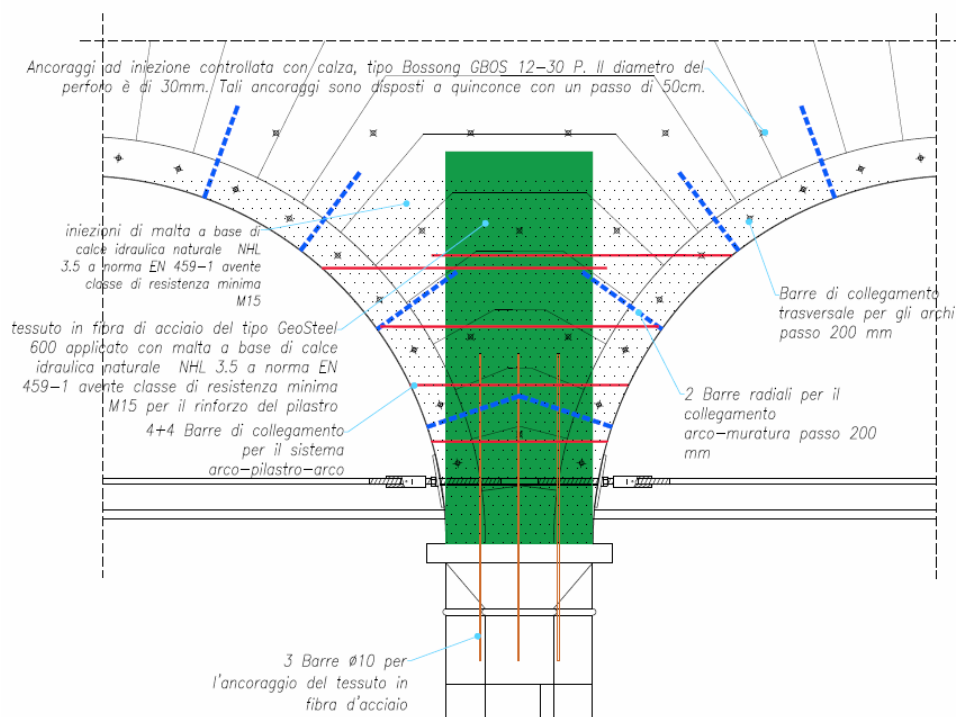 Ancoraggi ad iniezione controllata con calza, tipo Bossong GBOS 12-30 P. Il diametro del
perforo è di 30mm. Tali ancoraggi sono disposti a quinconce con un passo di 50cm.
iniezioni di malta a base di
calce idraulica naturale NHL
3.5 a norma EN 459-1 avente
classe di resistenza minima
M15
tessuto in fibra di acciaio del tipo GeoSteel
600 applicato con malta a base di calce
idraulica naturale NHL 3.5 a norma EN
459-1 avente classe di resistenza minima
M15 per il rinforzo del pilastro
4+4 Barre di collegamento
per il sistema
arco-pilastro-arco
Barre di collegamento
trasversale per gli archi
passo 200 mm
2 Barre radiali per il
collegamento
arco-muratura passo 200
mm
3 Barre ø10 per
l'ancoraggio del tessuto in
fibra d'acciaio